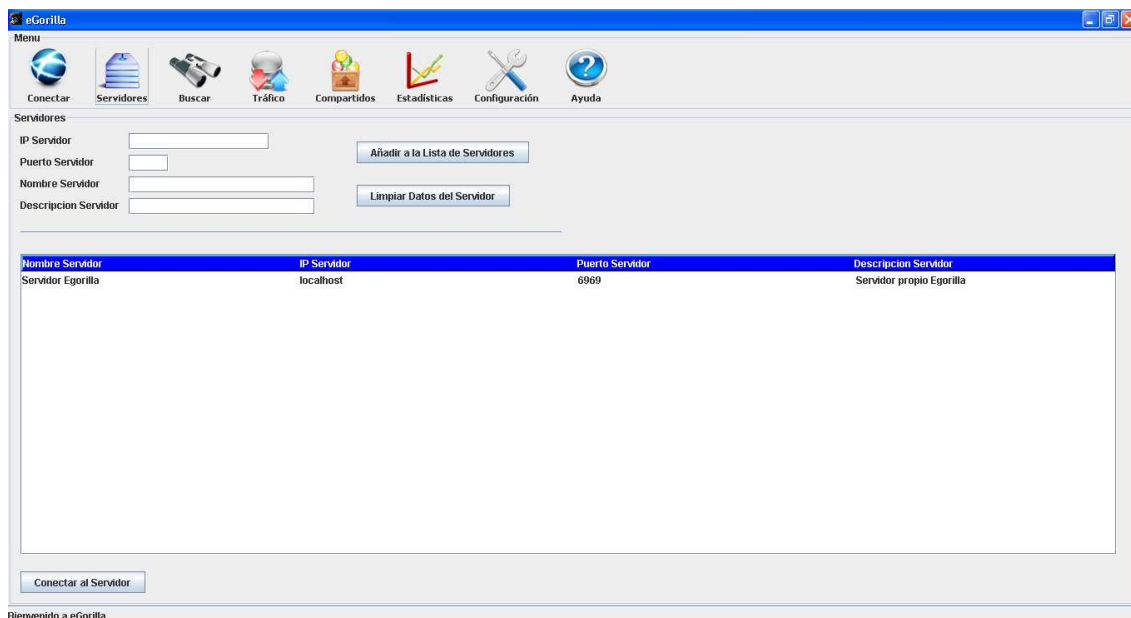 eGorilla
Menu
Conectar Servidores Buscar Tráfico Compartidos Estadísticas Configuración Ayuda
Servidores
IP Servidor
Puerto Servidor
Nombre Servidor
Descripcion Servidor
Añadir a la Lista de Servidores
Limpiar Datos del Servidor
Nombre Servidor IP Servidor Puerto Servidor Descripcion Servidor
Servidor Egorilla localhost 6969 Servidor propio Egorilla
Conectar al Servidor
Bienvenido a eGorilla